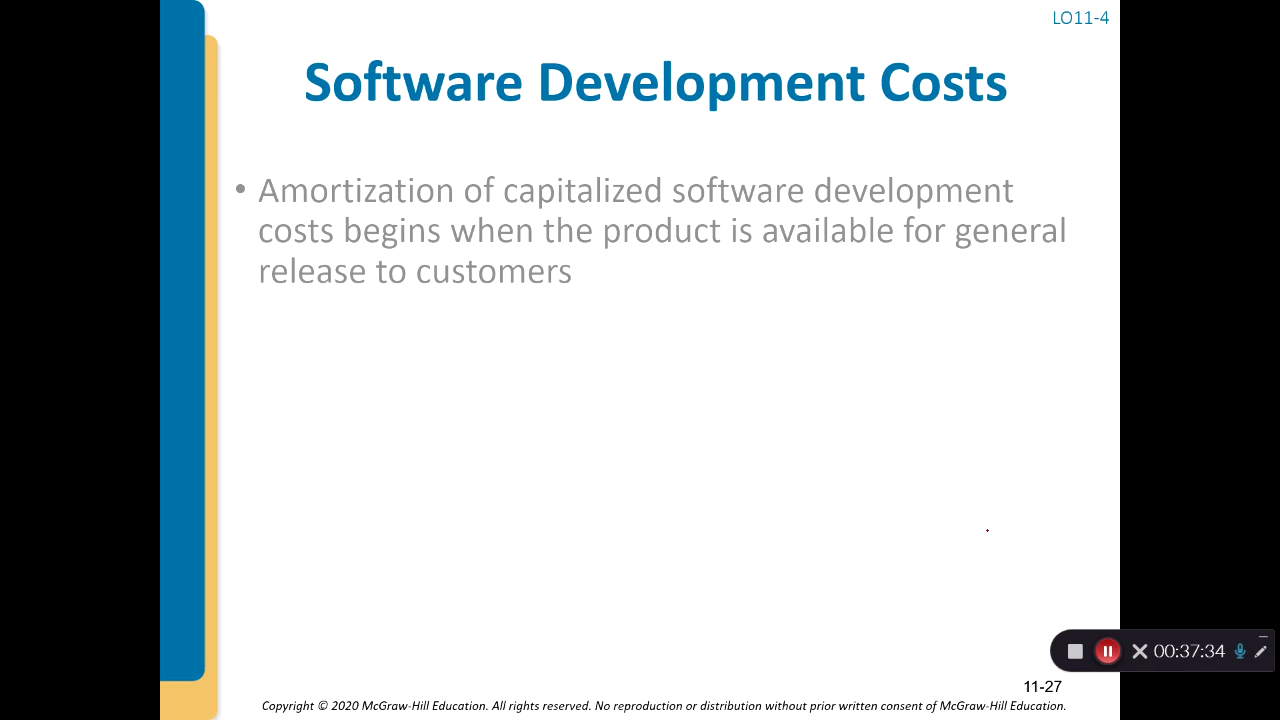 LO11-4
Software Development Costs
• Amortization of capitalized software development
costs begins when the product is available for general
release to customers
00:37:34
11-27
Copyright © 2020 McGraw-Hill Education. All rights reserved. No reproduction or distribution without prior written consent of McGraw-Hill Education.